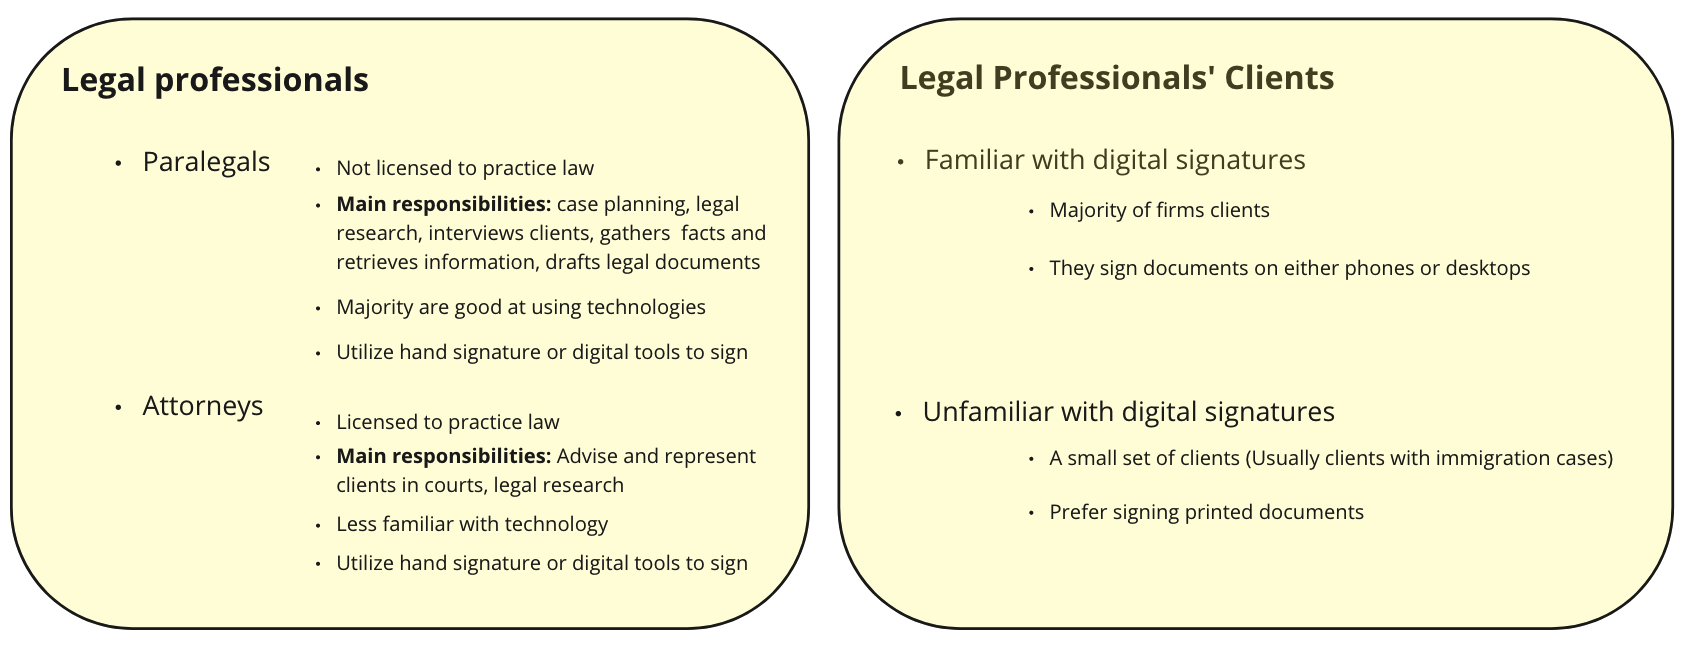 Legal professionals
• Paralegals
• Not licensed to practice law
• Main responsibilities: case planning, legal
research, interviews clients, gathers  facts and
retrieves information, drafts legal documents
• Majority are good at using technologies
• Utilize hand signature or digital tools to sign
• Attorneys
• Licensed to practice law
• Main responsibilities: Advise and represent
clients in courts, legal research
• Less familiar with technology
• Utilize hand signature or digital tools to sign
Legal Professionals' Clients
• Familiar with digital signatures
• Majority of firms clients
• They sign documents on either phones or desktops
• Unfamiliar with digital signatures
• A small set of clients (Usually clients with immigration cases)
• Prefer signing printed documents